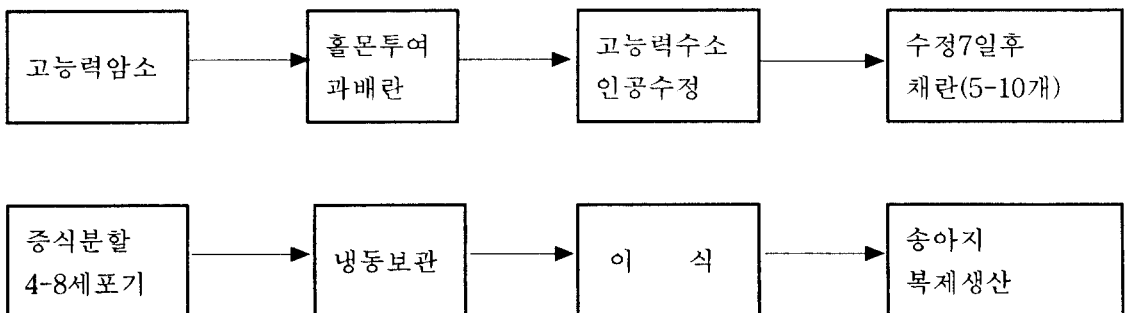 고능력암소
홀몬투여
과배란
고능력수소
인공수정
수정7일후
채란(5-10개)
증식분할
4-8세포기
냉동보관
이 식
송아지
복제생산